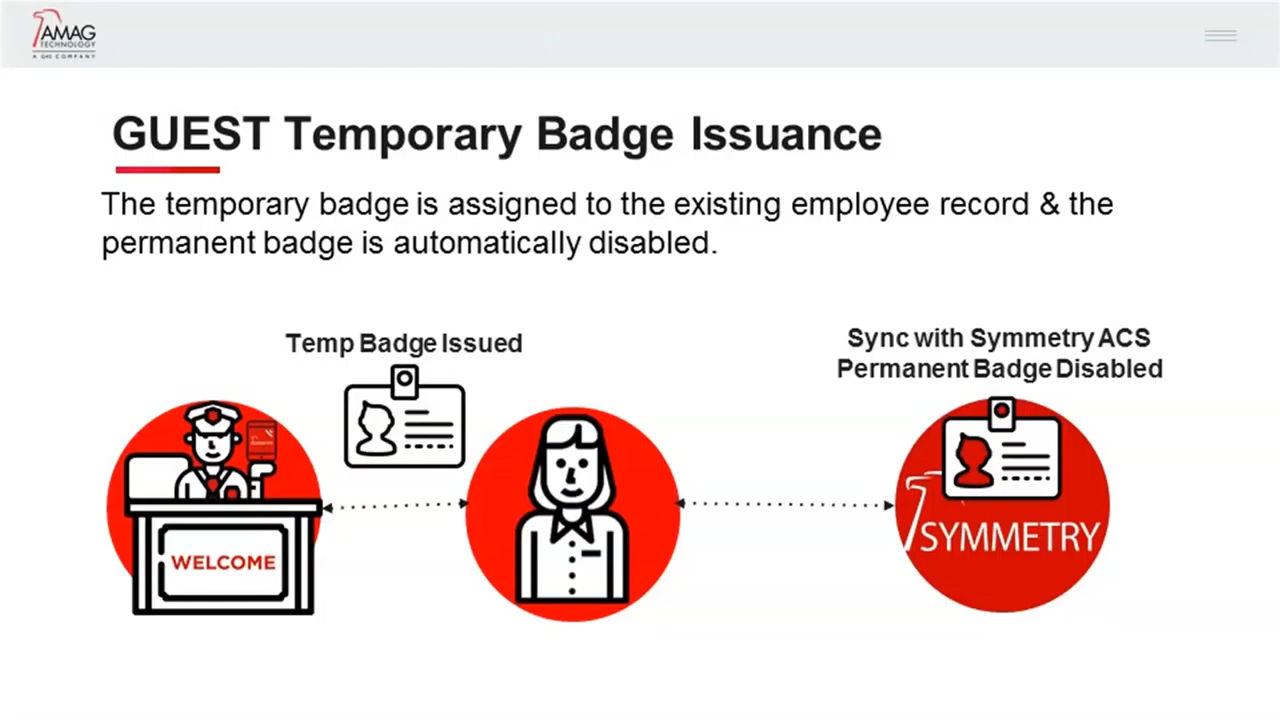 AMAG
TECHNOLOGY
A G4S COMPANY
GUEST Temporary Badge Issuance
The temporary badge is assigned to the existing employee record & the
permanent badge is automatically disabled.
Temp Badge Issued
Sync with Symmetry ACS
Permanent Badge Disabled
WELCOME
SYMMETRY